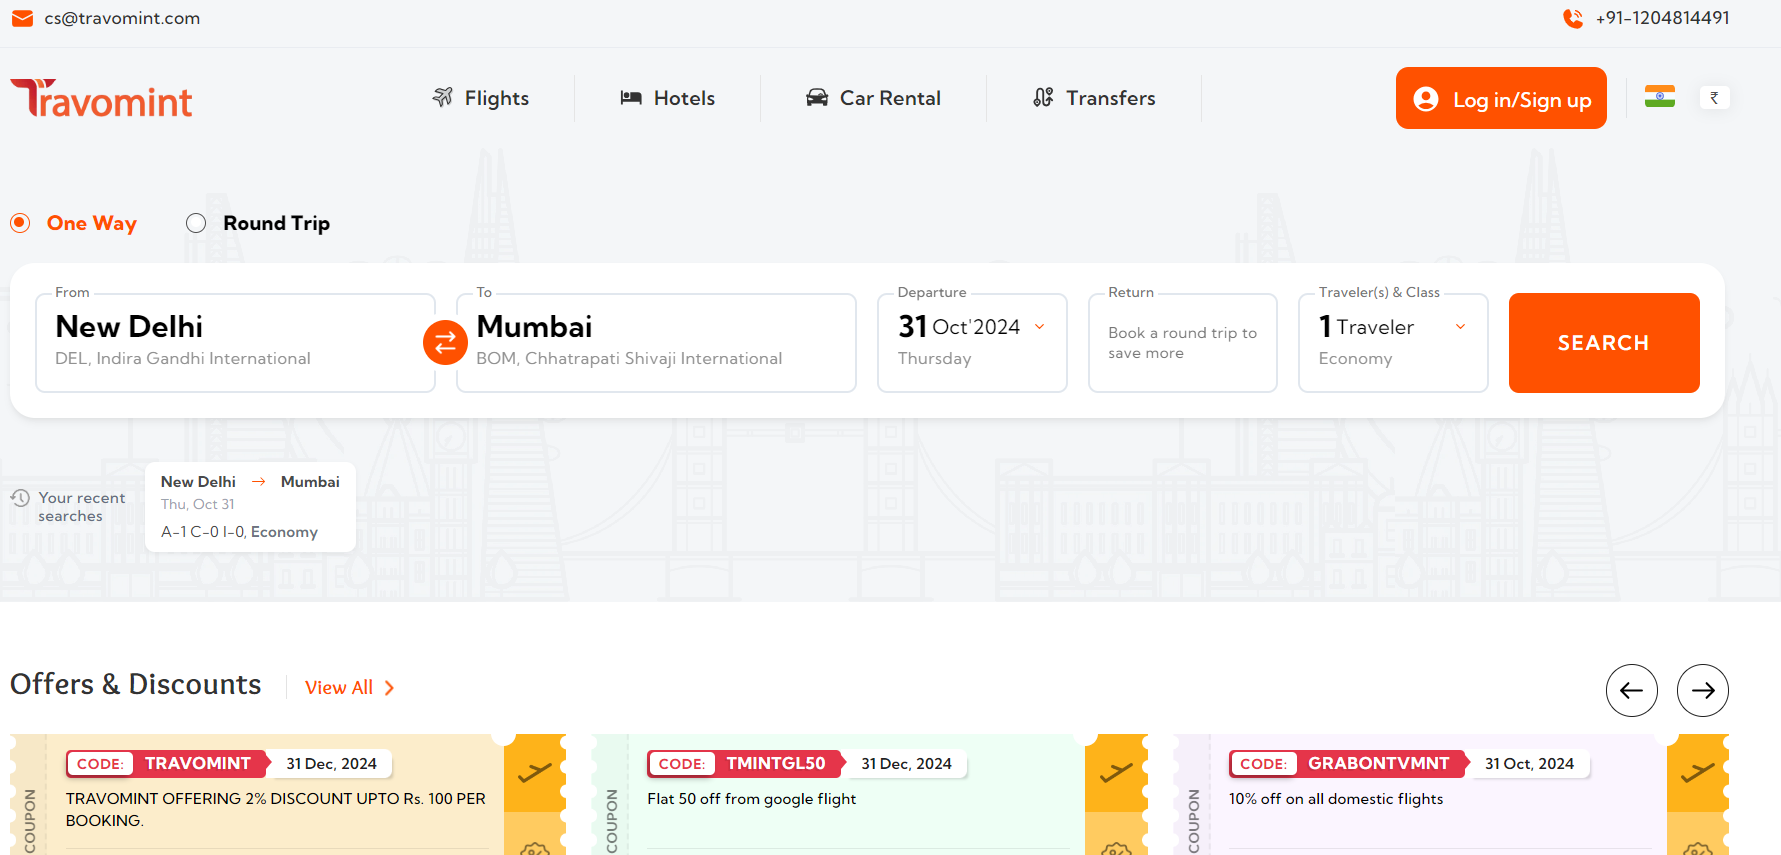 cs@travomint.com
+91-1204814491
Travomint
Flights
Hotels
Car Rental
Transfers
Log in/Sign up
₹
One Way
Round Trip
From
New Delhi
DEL, Indira Gandhi International
To
Mumbai
BOM, Chhatrapati Shivaji International
Departure
31 Oct'2024
Thursday
Return
Book a round trip to
save more
Traveler(s) & Class
1 Traveler
Economy
SEARCH
Your recent
searches
New Delhi → Mumbai
Thu, Oct 31
A-1 C-0 I-0, Economy
Offers & Discounts
View All
COUPON
CODE: TRAVOMINT 31 Dec, 2024
TRAVOMINT OFFERING 2% DISCOUNT UPTO Rs. 100 PER
BOOKING.
COUPON
CODE: TMINTGL50 31 Dec, 2024
Flat 50 off from google flight
COUPON
CODE: GRABONTVMNT 31 Oct, 2024
10% off on all domestic flights